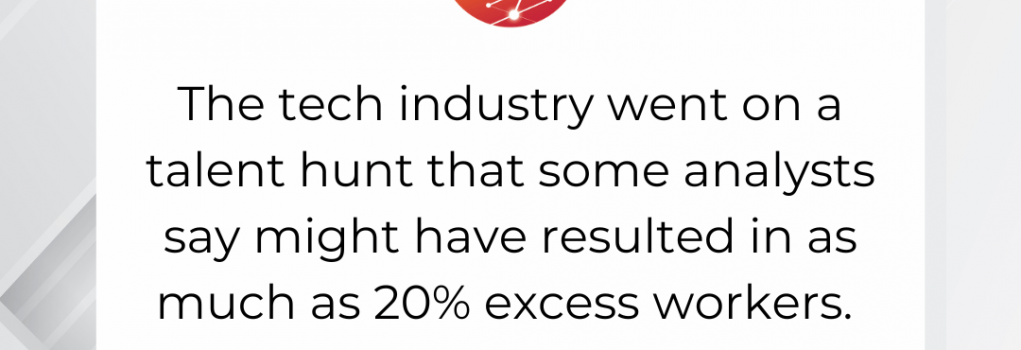 The tech industry went on a
talent hunt that some analysts
say might have resulted in as
much as 20% excess workers.